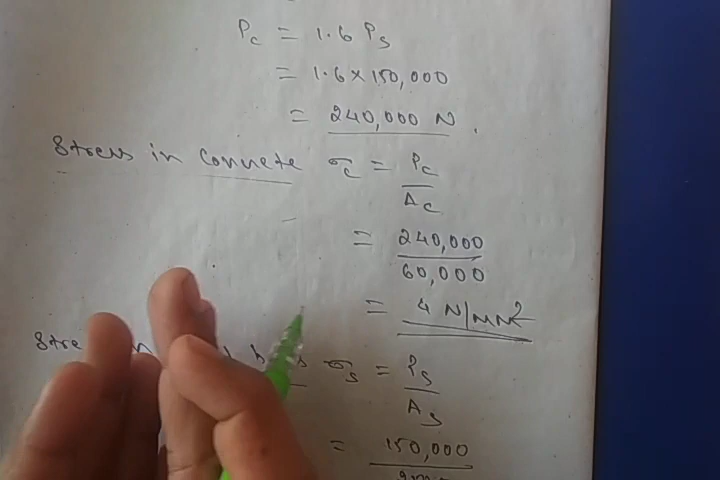 Pc = 1.6 Ps
= 1.6 × 150,000
= 240,000 N.
Stress in concrete σc = Pc
Ac
= 240,000
60,000
= 4 N/mm²
σs = Ps
As
= 150,000